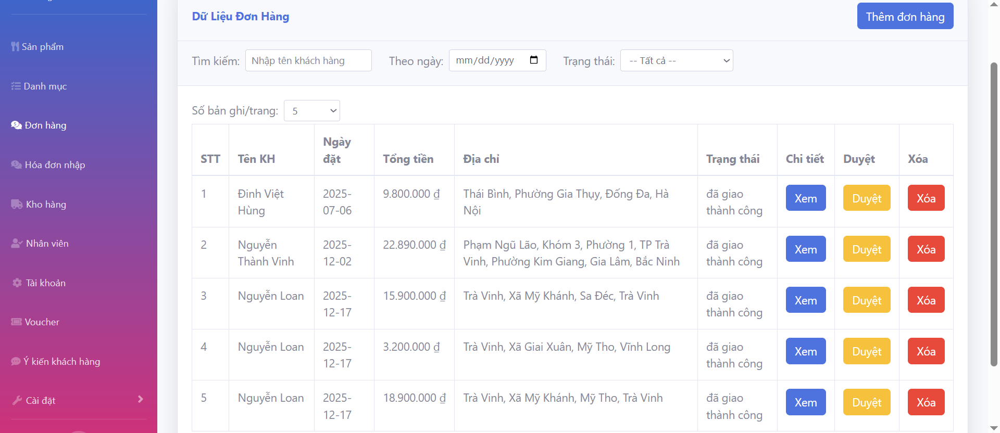 Sản phẩm
Danh mục
Đơn hàng
Hóa đơn nhập
Kho hàng
Nhân viên
Tài khoản
Voucher
Ý kiến khách hàng
Cài đặt
Dữ Liệu Đơn Hàng
Thêm đơn hàng
Tìm kiếm: Nhập tên khách hàng Theo ngày: mm/dd/yyyy Trạng thái: -- Tất cả --
Số bản ghi/trang: 5
STT Tên KH Ngày đặt Tổng tiền Địa chỉ Trạng thái Chi tiết Duyệt Xóa
1 Đinh Việt Hùng 2025-07-06 9.800.000 ₫ Thái Bình, Phường Gia Thụy, Đống Đa, Hà Nội đã giao thành công Xem Duyệt Xóa
2 Nguyễn Thành Vinh 2025-12-02 22.890.000 ₫ Phạm Ngũ Lão, Khóm 3, Phường 1, TP Trà Vinh, Phường Kim Giang, Gia Lâm, Bắc Ninh đã giao thành công Xem Duyệt Xóa
3 Nguyễn Loan 2025-12-17 15.900.000 ₫ Trà Vinh, Xã Mỹ Khánh, Sa Đéc, Trà Vinh đã giao thành công Xem Duyệt Xóa
4 Nguyễn Loan 2025-12-17 3.200.000 ₫ Trà Vinh, Xã Giai Xuân, Mỹ Tho, Vĩnh Long đã giao thành công Xem Duyệt Xóa
5 Nguyễn Loan 2025-12-17 18.900.000 ₫ Trà Vinh, Xã Mỹ Khánh, Mỹ Tho, Trà Vinh đã giao thành công Xem Duyệt Xóa